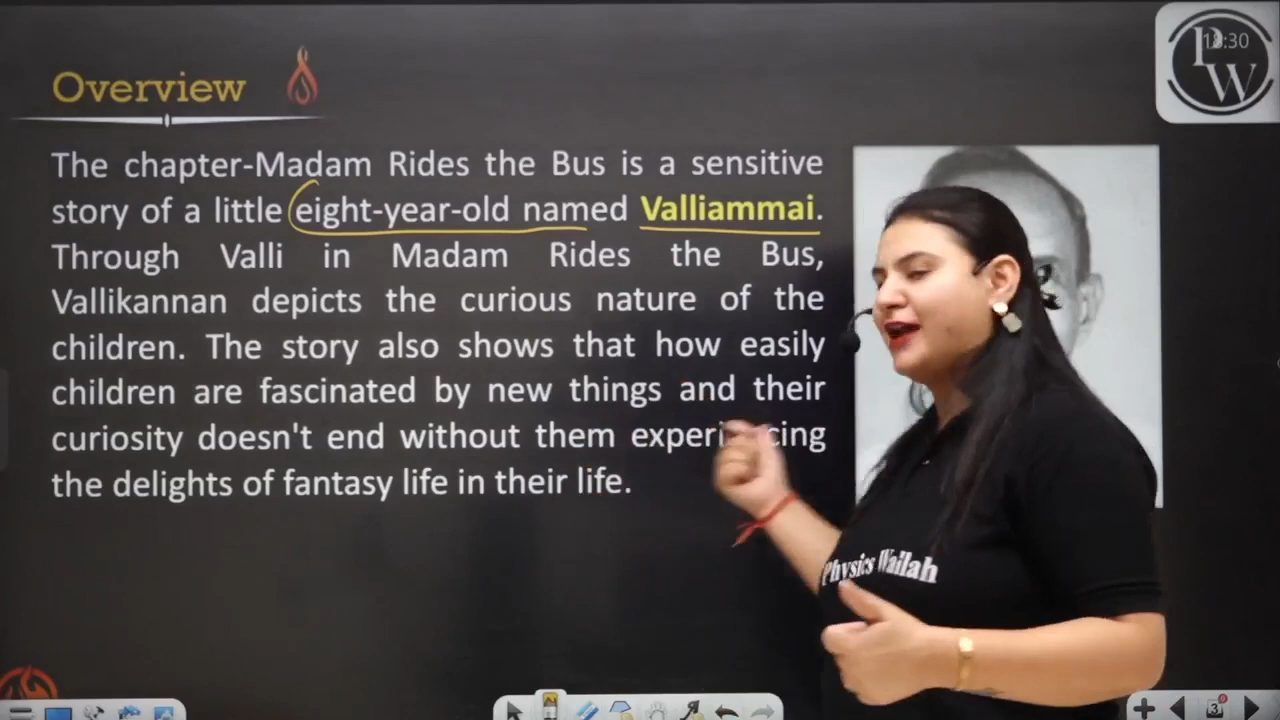 Overview
The chapter-Madam Rides the Bus is a sensitive
story of a little eight-year-old named Valliammai.
Through Valli in Madam Rides the Bus,
Vallikannan depicts the curious nature of the
children. The story also shows that how easily
children are fascinated by new things and their
curiosity doesn't end without them
the delights of fantasy life in their life.
PW
Physics Wallah
3